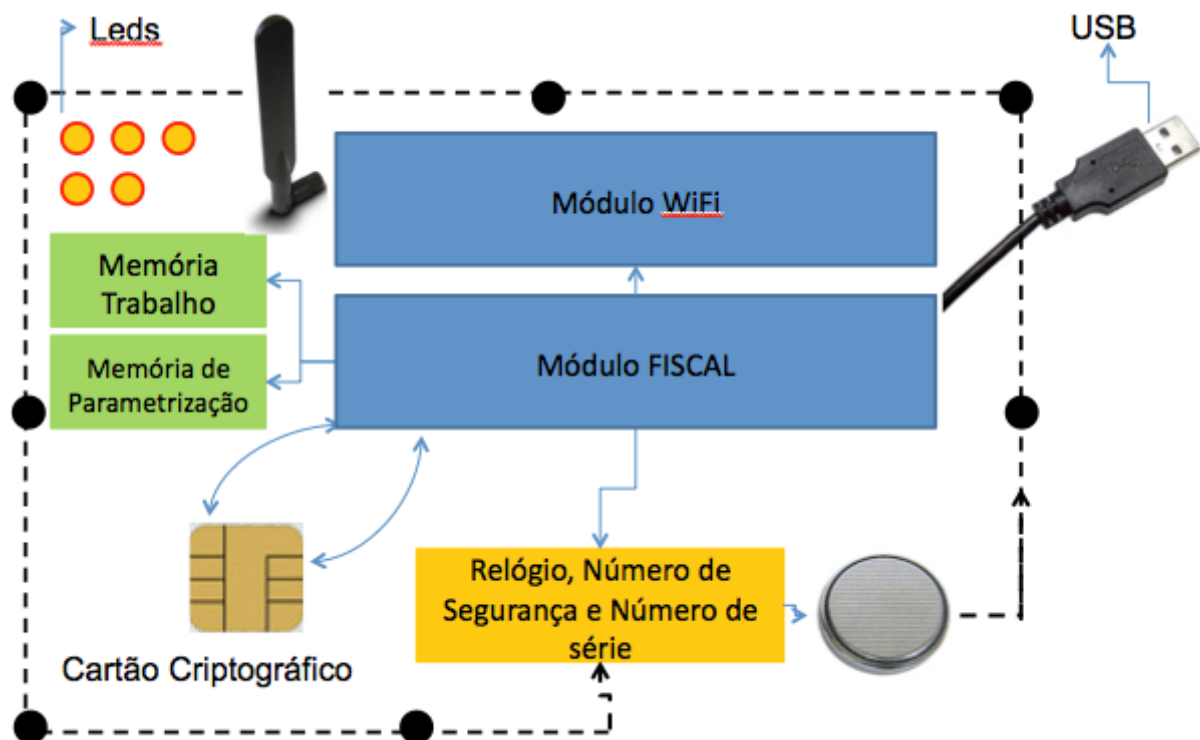 Leds
USB
Módulo WiFi
Memória
Trabalho
Módulo FISCAL
Memória de
Parametrização
Relógio, Número de
Segurança e Número de
série
Cartão Criptográfico